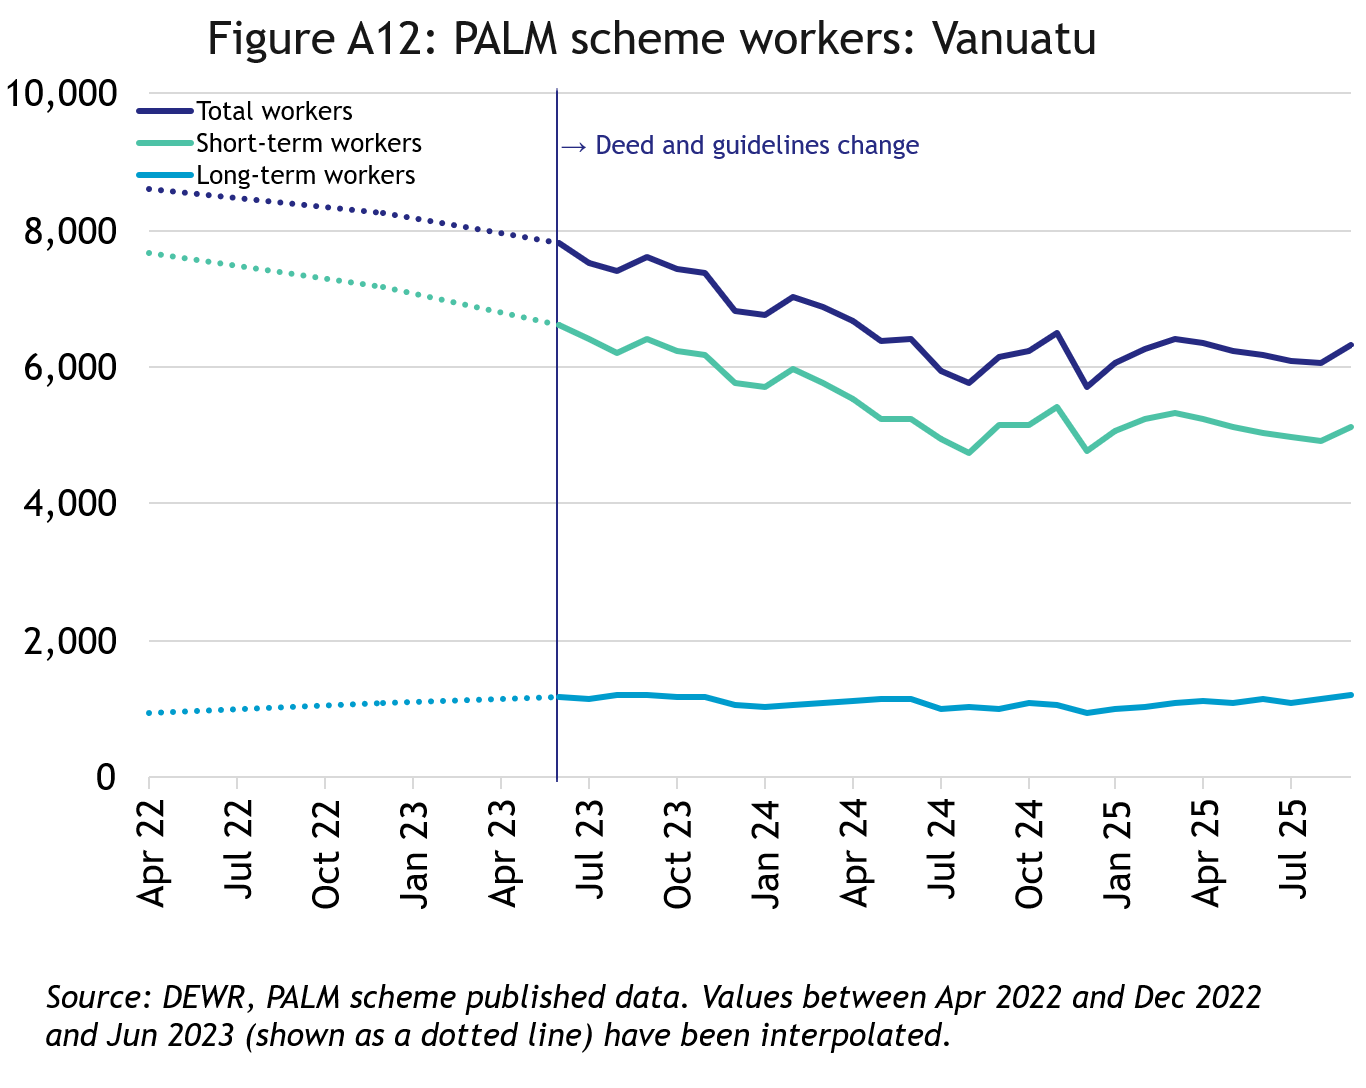 Figure A12: PALM scheme workers: Vanuatu
10,000
Total workers
Short-term workers
Long-term workers
→ Deed and guidelines change
8,000
6,000
4,000
2,000
0
Apr 22
Jul 22
Oct 22
Jan 23
Apr 23
Jul 23
Oct 23
Jan 24
Apr 24
Jul 24
Oct 24
Jan 25
Apr 25
Jul 25
Source: DEWR, PALM scheme published data. Values between Apr 2022 and Dec 2022
and Jun 2023 (shown as a dotted line) have been interpolated.